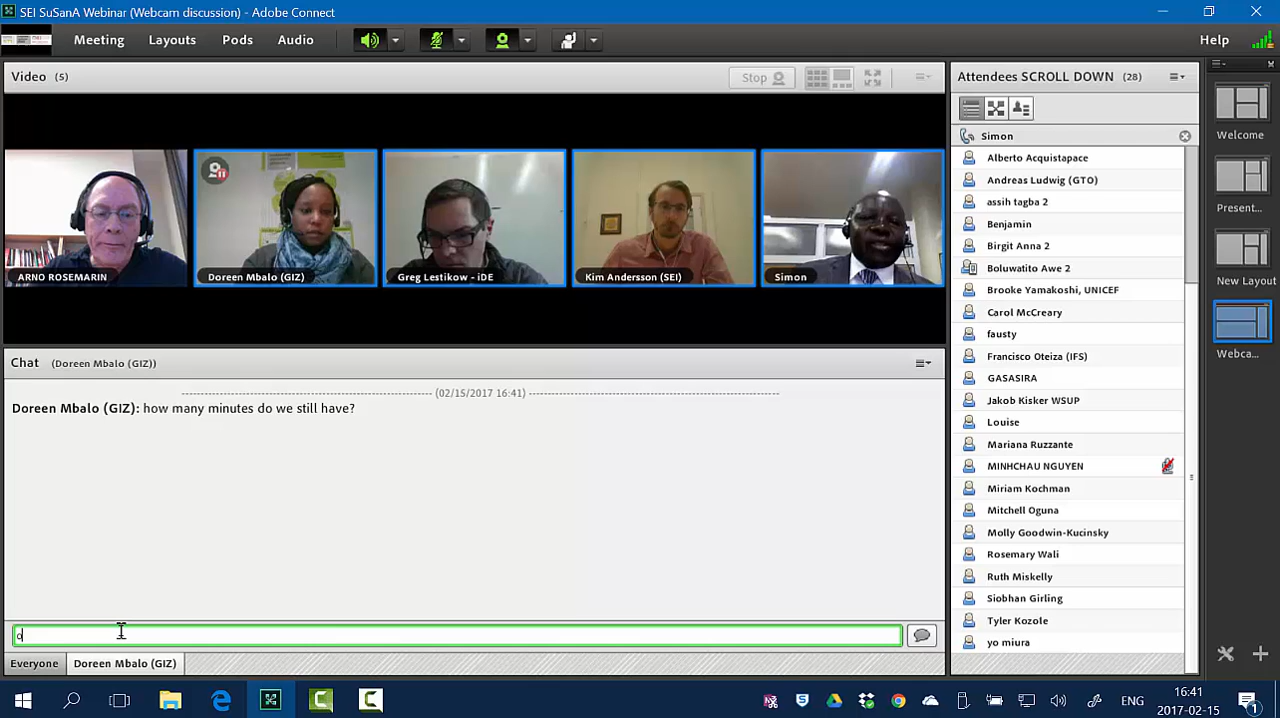 SEI SuSanA Webinar (Webcam discussion) - Adobe Connect
Meeting Layouts Pods Audio Help
Video (5) Stop
ARNO ROSEMARIN
Doreen Mbalo (GIZ)
Greg Lestikow - iDE
Kim Andersson (SEI)
Simon
Chat (Doreen Mbalo (GIZ))
(02/15/2017 16:41)
Doreen Mbalo (GIZ): how many minutes do we still have?
o
Everyone Doreen Mbalo (GIZ)
Attendees SCROLL DOWN (28)
Simon
Alberto Acquistapace
Andreas Ludwig (GTO)
assih tagba 2
Benjamin
Birgit Anna 2
Boluwatito Awe 2
Brooke Yamakoshi, UNICEF
Carol McCreary
fausty
Francisco Oteiza (IFS)
GASASIRA
Jakob Kisker WSUP
Louise
Mariana Ruzzante
MINHCHAU NGUYEN
Miriam Kochman
Mitchell Oguna
Molly Goodwin-Kucinsky
Rosemary Wali
Ruth Miskelly
Siobhan Girling
Tyler Kozole
yo miura
Welcome
Present...
New Layout
Webca...
ENG
16:41
2017-02-15
1